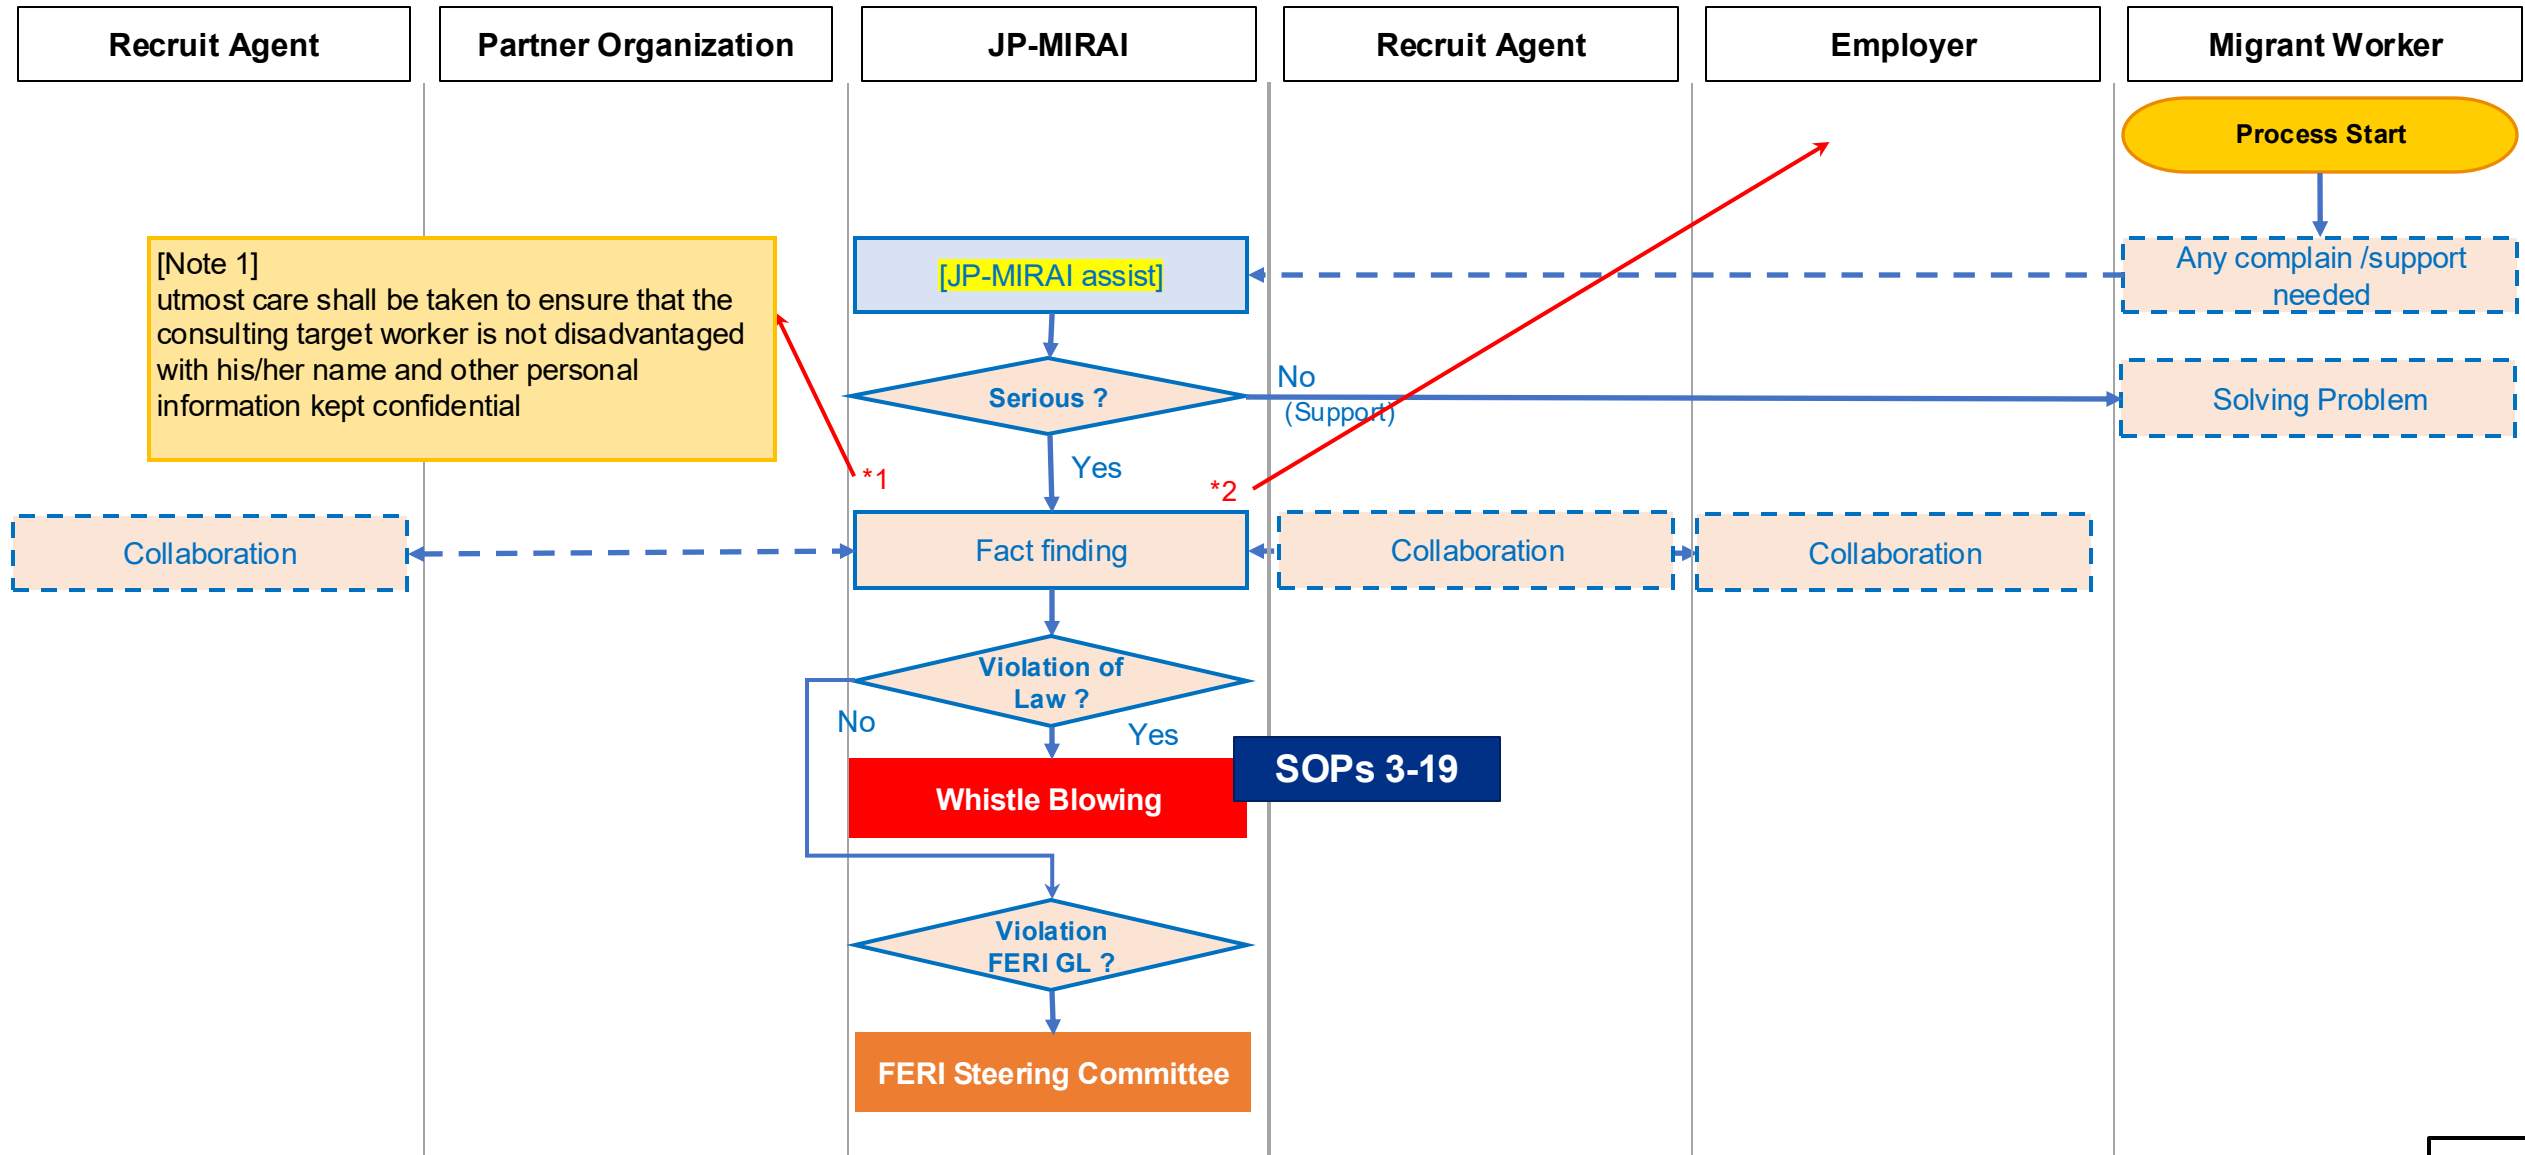 Recruit Agent
Partner Organization
JP-MIRAI
Recruit Agent
Employer
Migrant Worker
Process Start
[Note 1]
utmost care shall be taken to ensure that the
consulting target worker is not disadvantaged
with his/her name and other personal
information kept confidential
[JP-MIRAI assist]
Any complain /support
needed
Serious ?
No
(Support)
Solving Problem
Yes
*1
*2
Collaboration
Fact finding
Collaboration
Collaboration
Violation of
Law ?
No
Yes
SOPs 3-19
Whistle Blowing
Violation
FERI GL ?
FERI Steering Committee